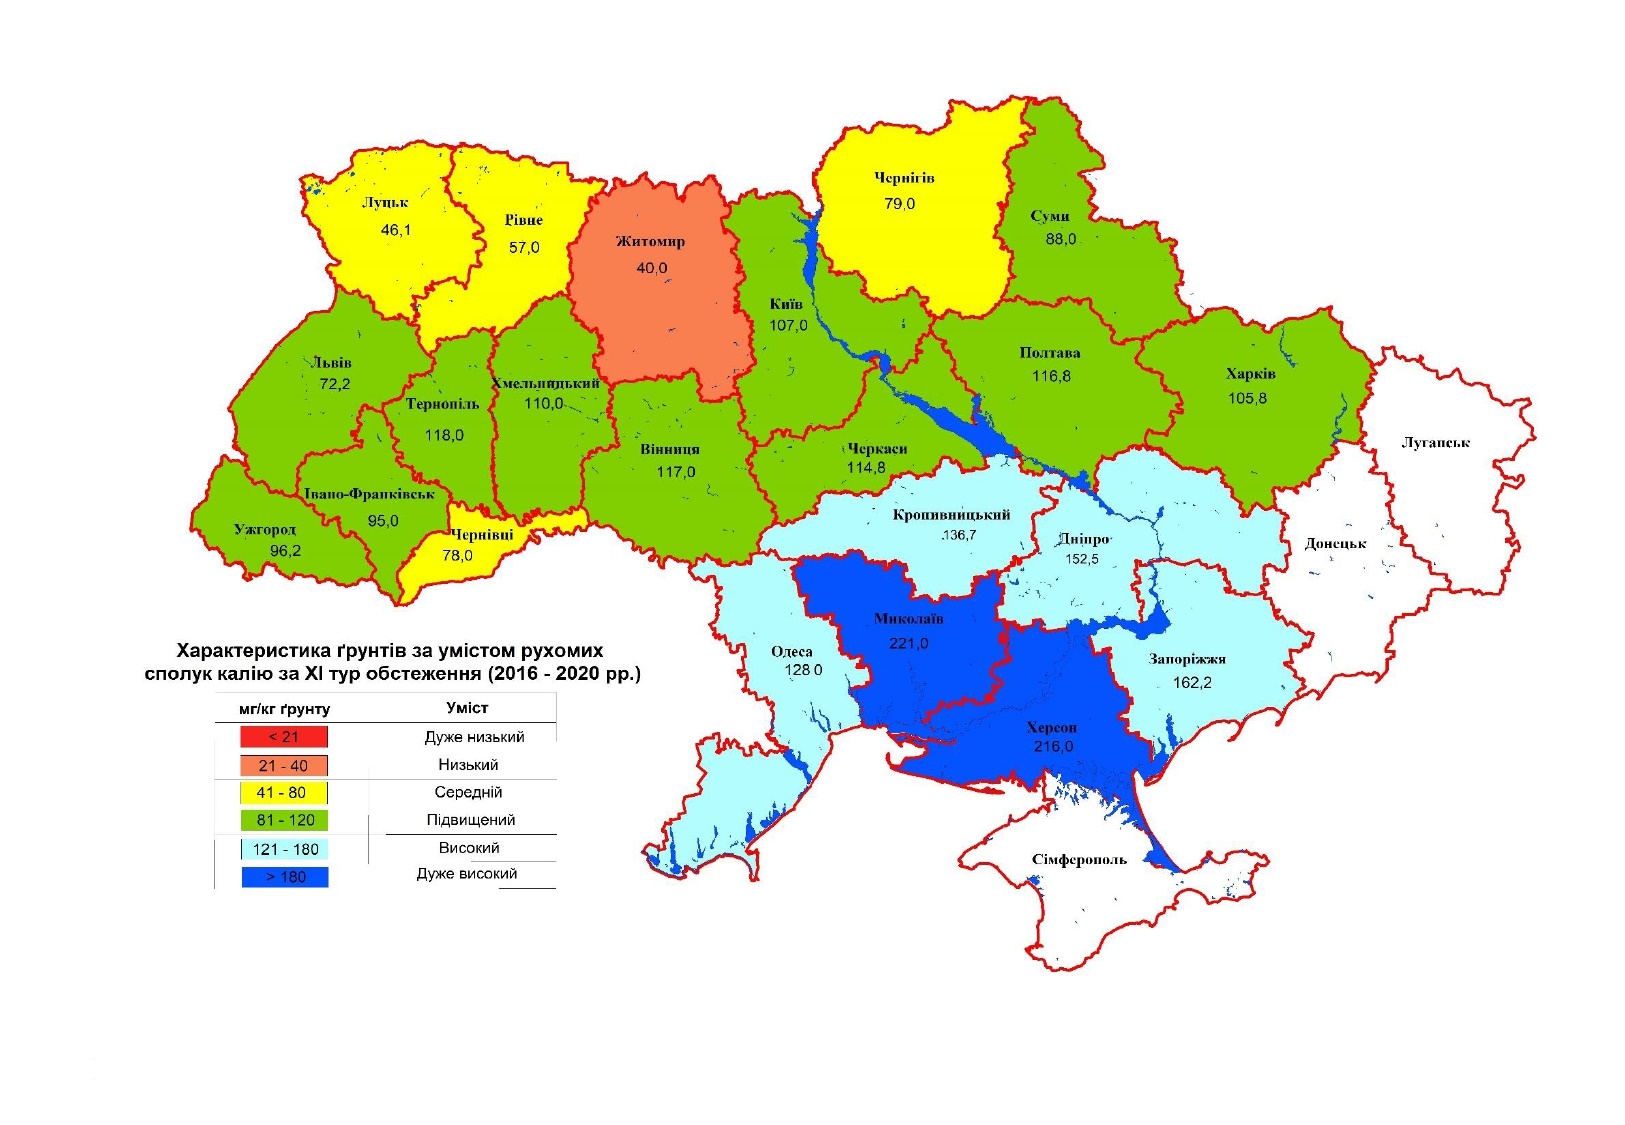 Чернігів
79,0
Луцьк
46,1
Рівне
57,0
Суми
88,0
Житомир
40,0
Київ
107,0
Львів
72,2
Полтава
116,8
Харків
105,8
Хмельницький
110,0
Тернопіль
118,0
Вінниця
117,0
Черкаси
114,8
Луганськ
Івано-Франківськ
95,0
Ужгород
96,2
Чернівці
78,0
Кропивницький
136,7
Дніпро
152,5
Донецьк
Миколаїв
221,0
Одеса
128 0
Запоріжжя
162,2
Херсон
216,0
Сімферополь
Характеристика ґрунтів за умістом рухомих
сполук калію за XI тур обстеження (2016 - 2020 рр.)
мг/кг ґрунту Уміст
< 21 Дуже низький
21 - 40 Низький
41 - 80 Середній
81 - 120 Підвищений
121 - 180 Високий
> 180 Дуже високий